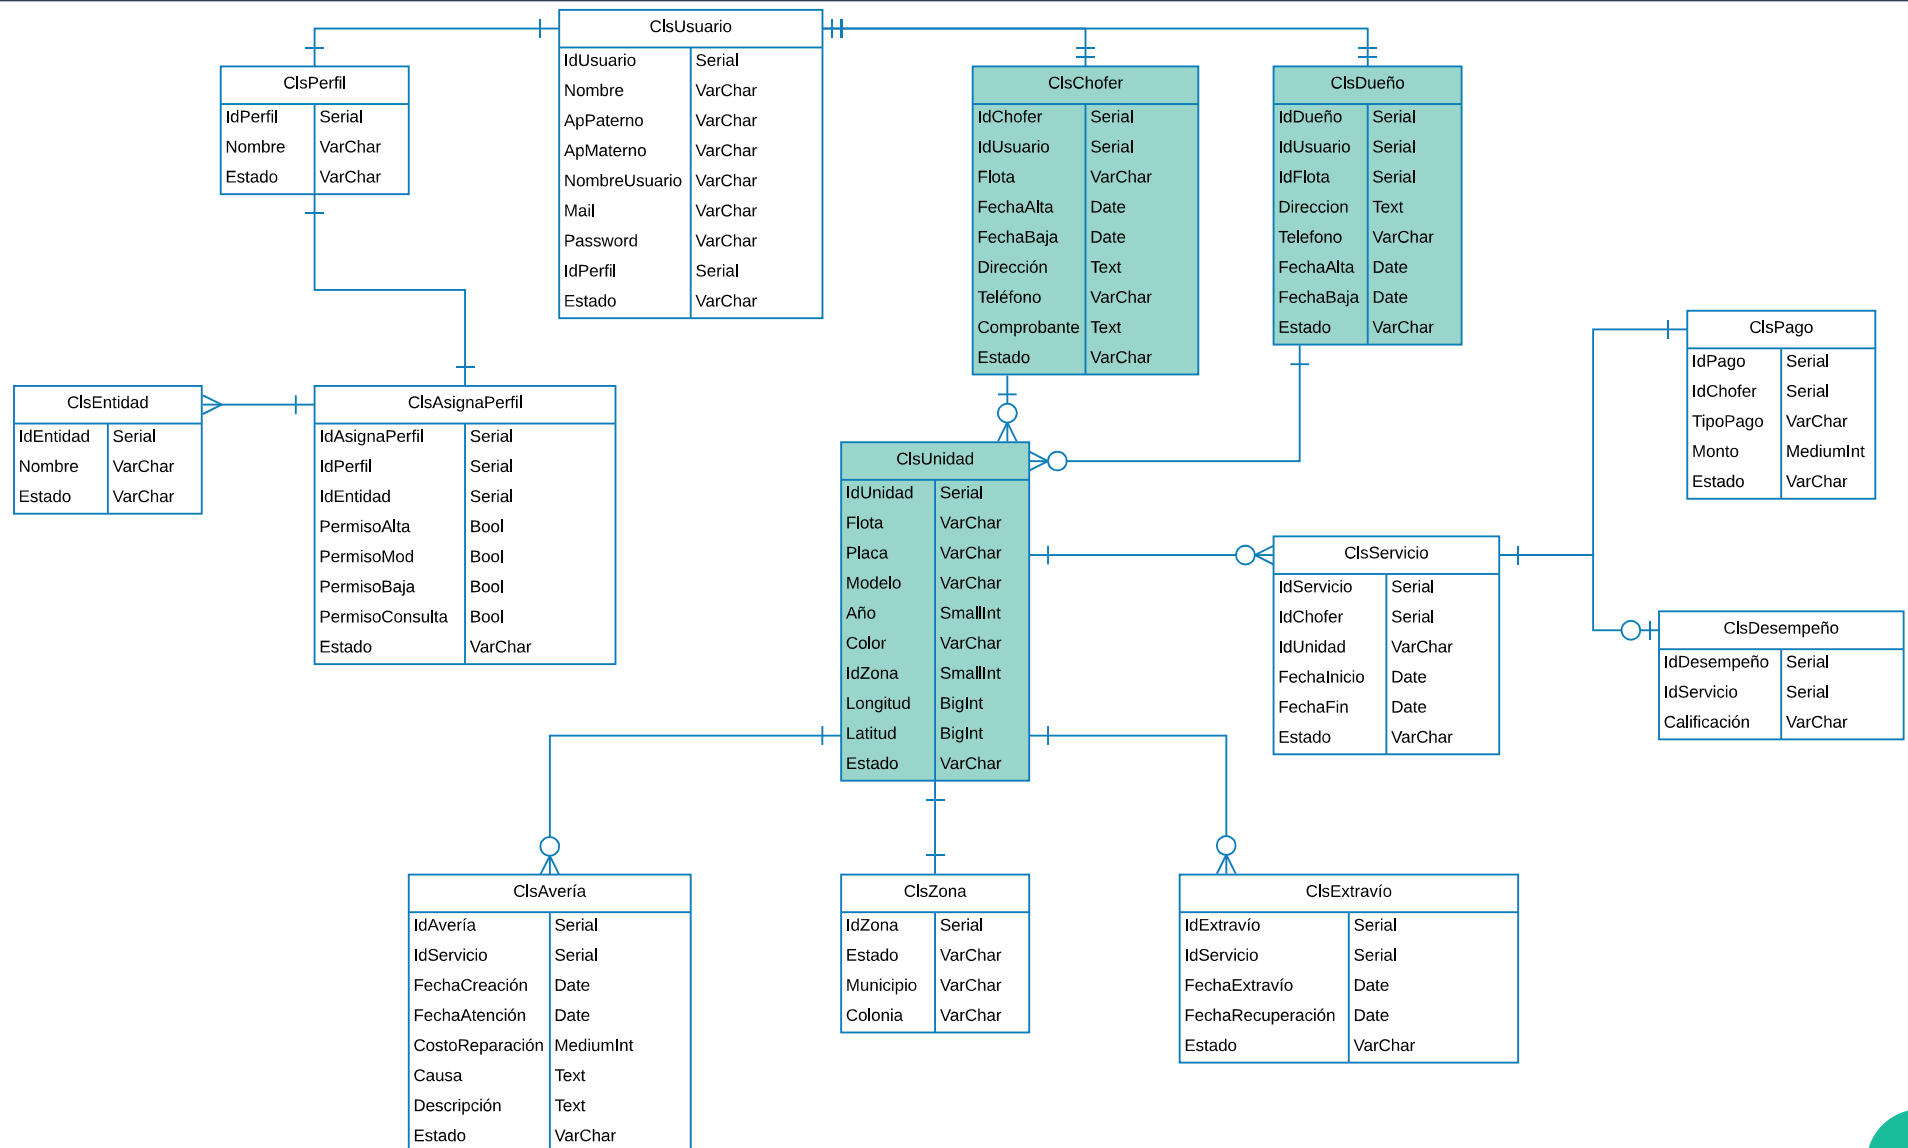 ClsUsuario
IdUsuario Serial
Nombre VarChar
ApPaterno VarChar
ApMaterno VarChar
NombreUsuario VarChar
Mail VarChar
Password VarChar
IdPerfil Serial
Estado VarChar
ClsPerfil
IdPerfil Serial
Nombre VarChar
Estado VarChar
ClsChofer
IdChofer Serial
IdUsuario Serial
Flota VarChar
FechaAlta Date
FechaBaja Date
Dirección Text
Teléfono VarChar
Comprobante Text
Estado VarChar
ClsDueño
IdDueño Serial
IdUsuario Serial
IdFlota Serial
Direccion Text
Telefono VarChar
FechaAlta Date
FechaBaja Date
Estado VarChar
ClsPago
IdPago Serial
IdChofer Serial
TipoPago VarChar
Monto MediumInt
Estado VarChar
ClsEntidad
IdEntidad Serial
Nombre VarChar
Estado VarChar
ClsAsignaPerfil
IdAsignaPerfil Serial
IdPerfil Serial
IdEntidad Serial
PermisoAlta Bool
PermisoMod Bool
PermisoBaja Bool
PermisoConsulta Bool
Estado VarChar
ClsUnidad
IdUnidad Serial
Flota VarChar
Placa VarChar
Modelo VarChar
Año SmallInt
Color VarChar
IdZona SmallInt
Longitud BigInt
Latitud BigInt
Estado VarChar
ClsServicio
IdServicio Serial
IdChofer Serial
IdUnidad VarChar
FechaInicio Date
FechaFin Date
Estado VarChar
ClsDesempeño
IdDesempeño Serial
IdServicio Serial
Calificación VarChar
ClsAvería
IdAvería Serial
IdServicio Serial
FechaCreación Date
FechaAtención Date
CostoReparación MediumInt
Causa Text
Descripción Text
Estado VarChar
ClsZona
IdZona Serial
Estado VarChar
Municipio VarChar
Colonia VarChar
ClsExtravío
IdExtravío Serial
IdServicio Serial
FechaExtravío Date
FechaRecuperación Date
Estado VarChar